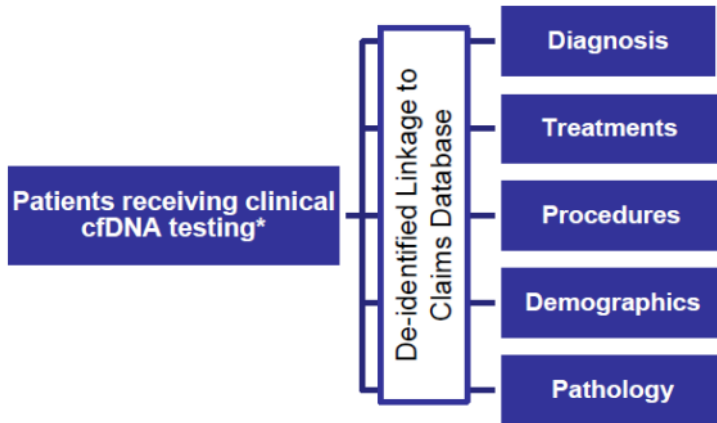 Patients receiving clinical
cfDNA testing*
De-identified Linkage to
Claims Database
Diagnosis
Treatments
Procedures
Demographics
Pathology